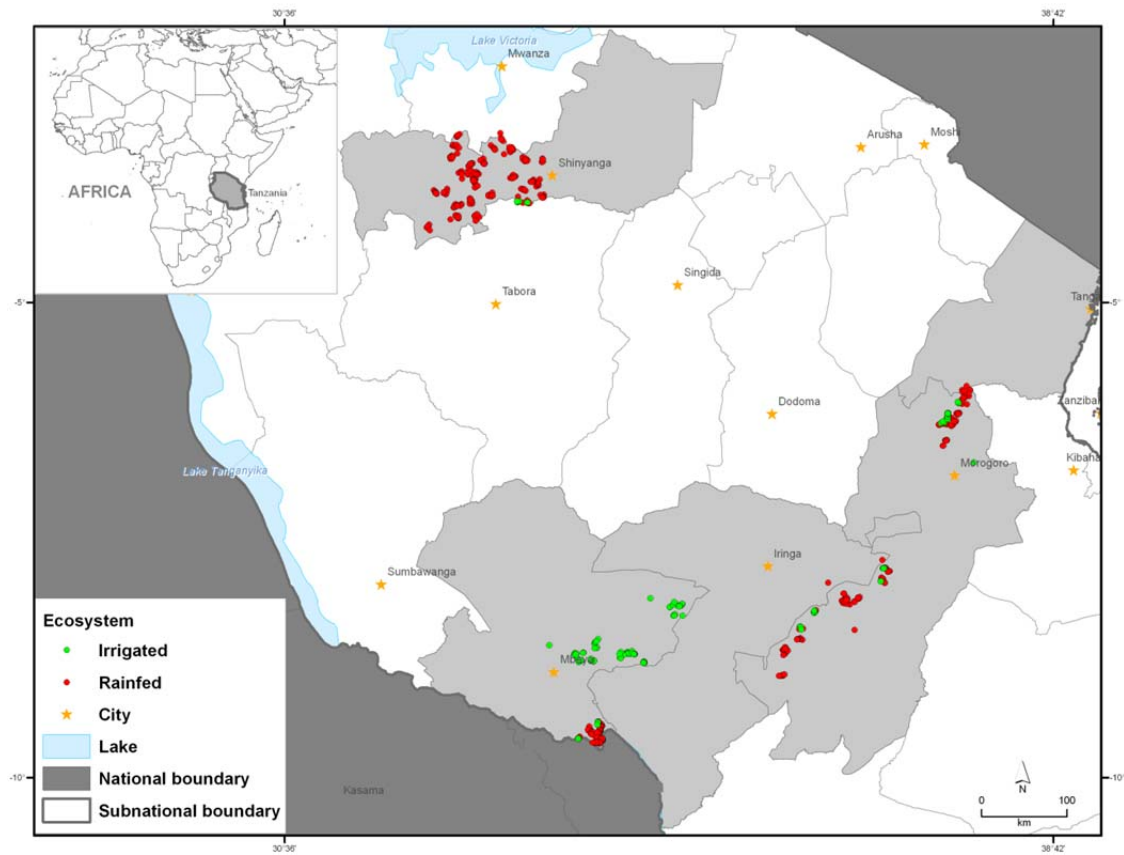 30°36'
38°42'
Lake Victoria
Mwanza
Arusha
Moshi
Shinyanga
AFRICA
Tanzania
Singida
Tabora
-5°
-5°
Tang
Dodoma
Zanziba
Lake Tanganyika
Morogoro
Kibaha
Iringa
Sumbawanga
Ecosystem
Irrigated
Rainfed
City
Lake
National boundary
Subnational boundary
-10°
-10°
Kasama
N
0 100
km
30°36'
38°42'